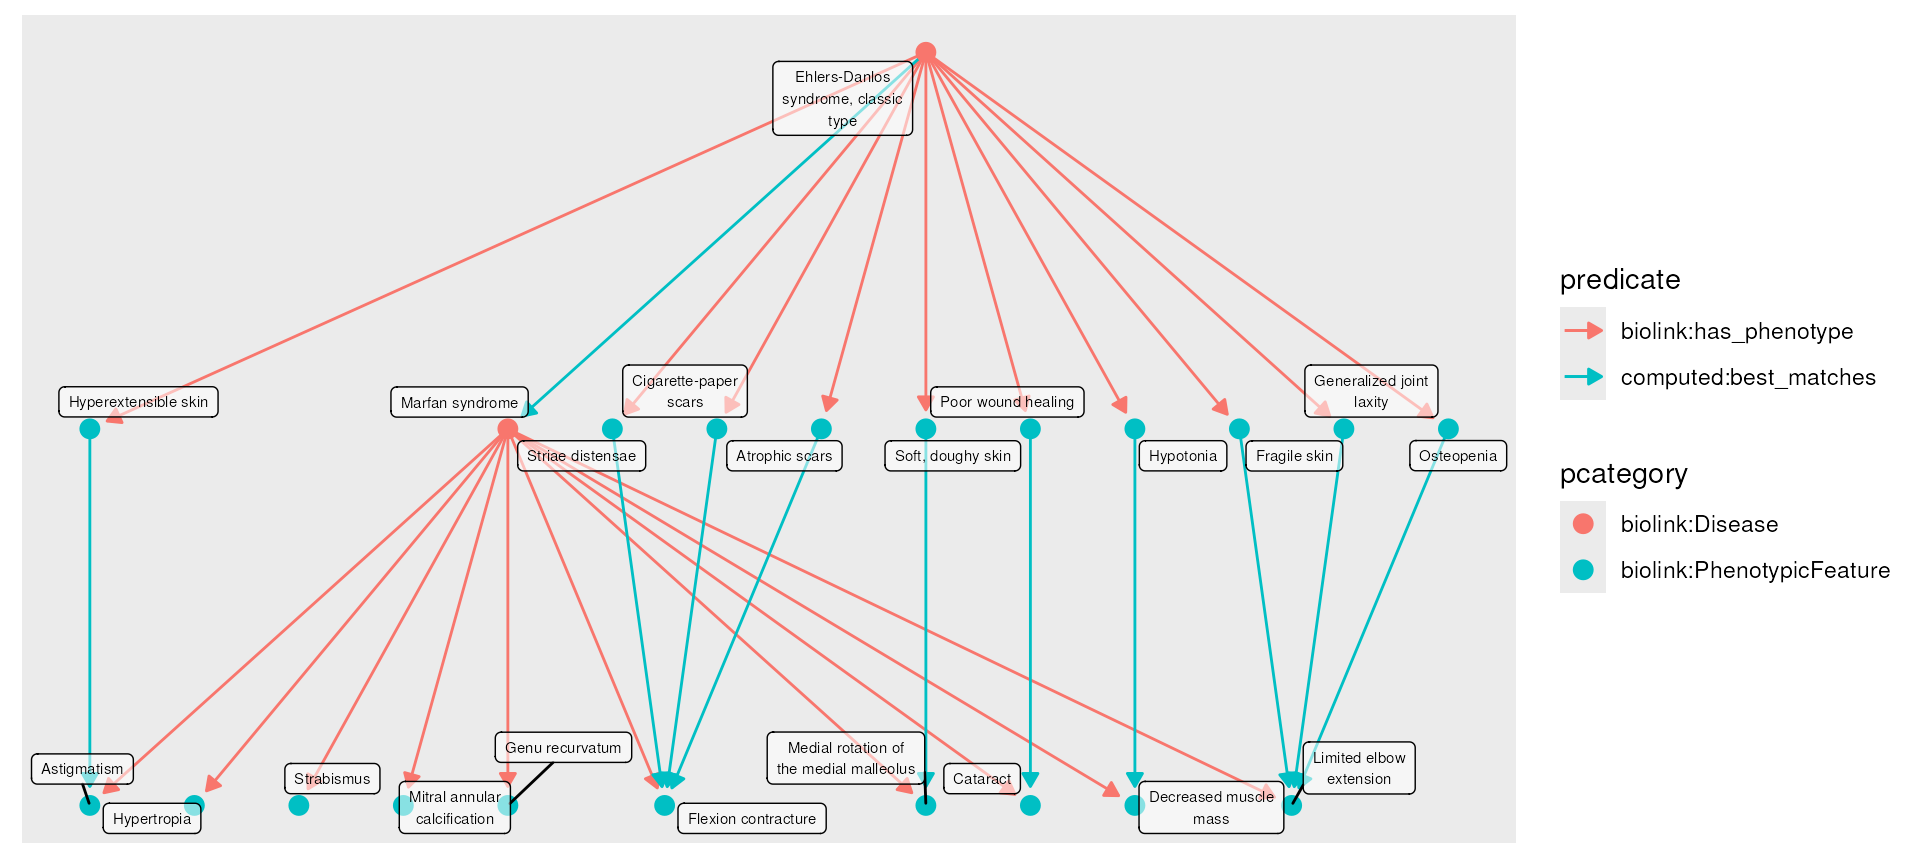 Ehlers-Danlos
syndrome, classic
type
Hyperextensible skin
Marfan syndrome
Cigarette-paper
scars
Poor wound healing
Generalized joint
laxity
Striae distensae
Atrophic scars
Soft, doughy skin
Hypotonia
Fragile skin
Osteopenia
Astigmatism
Hypertropia
Strabismus
Mitral annular
calcification
Genu recurvatum
Flexion contracture
Medial rotation of
the medial malleolus
Cataract
Decreased muscle
mass
Limited elbow
extension
predicate
biolink:has_phenotype
computed:best_matches
pcategory
biolink:Disease
biolink:PhenotypicFeature